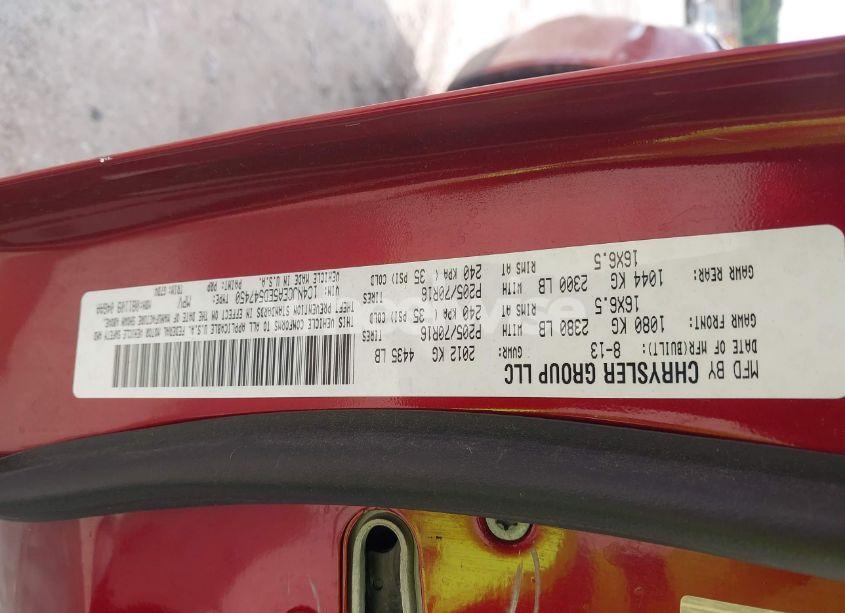 MFD BY CHRYSLER GROUP LLC
DATE OF MFR(BUILT): 8-13 GVWR: 2012 KG 4435 LB
GAWR FRONT: 1080 KG 2380 LB WITH P205/70R16 TIRES
16X6.5 RIMS AT 240 KPA ( 35 PSI) COLD
GAWR REAR: 1044 KG 2300 LB WITH P205/70R16 TIRES
16X6.5 RIMS AT 240 KPA ( 35 PSI) COLD
THIS VEHICLE CONFORMS TO ALL APPLICABLE U.S.A. FEDERAL MOTOR VEHICLE SAFETY AND
THEFT PREVENTION STANDARDS IN EFFECT ON THE DATE OF MANUFACTURE SHOWN ABOVE.
VIN: TYPE: MPV
VEHICLE MADE IN U.S.A. PAINT: PRP TRIM: